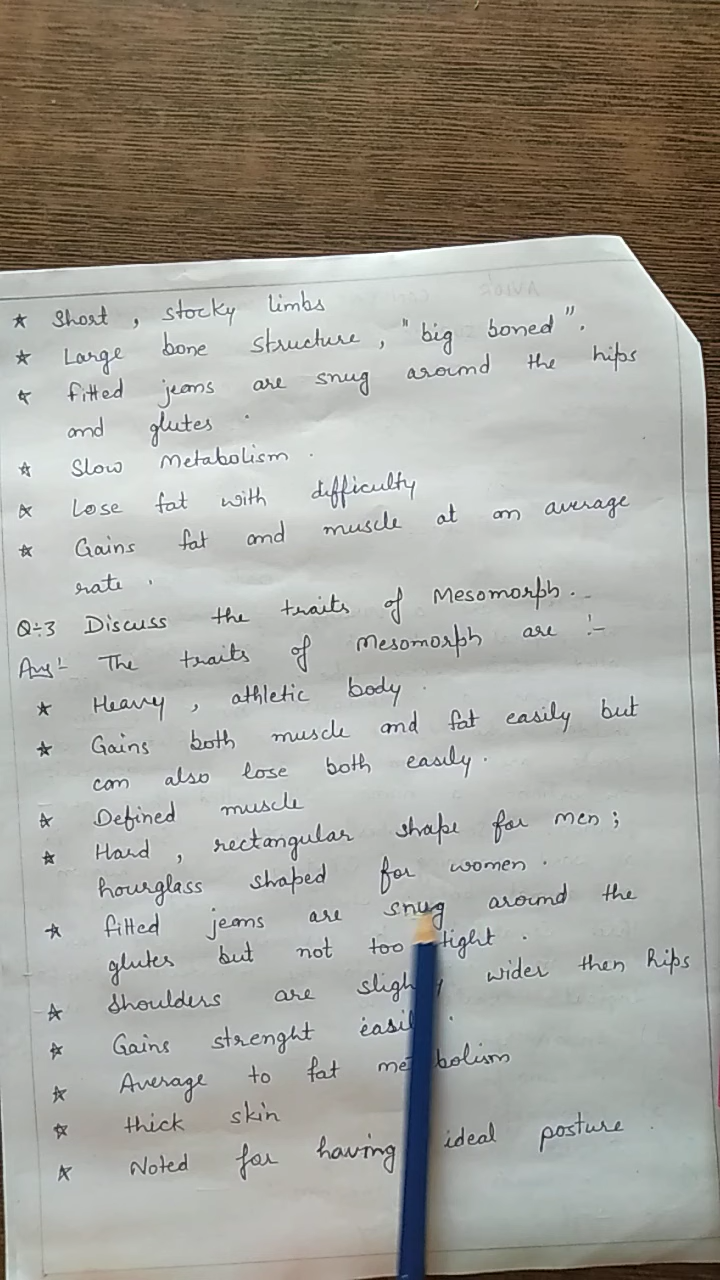 ★ Short , stocky limbs
★ Large bone structure , "big boned".
★ fitted jeans are snug around the hips
and glutes .
★ Slow Metabolism .
★ Lose fat with difficulty
★ Gains fat and muscle at an average
rate .
Q÷3 Discuss the traits of Mesomorph .
Ans!- The traits of Mesomorph are :-
★ Heavy , athletic body .
★ Gains both muscle and fat easily but
can also lose both easily .
★ Defined muscle
★ Hard , rectangular shape for men ;
hourglass shaped for women .
★ fitted jeans are snug around the
glutes but not too tight .
★ Shoulders are wider then hips
★ Gains strenght .
★ Average to fat metabolism
★ thick skin
★ Noted for having ideal posture .